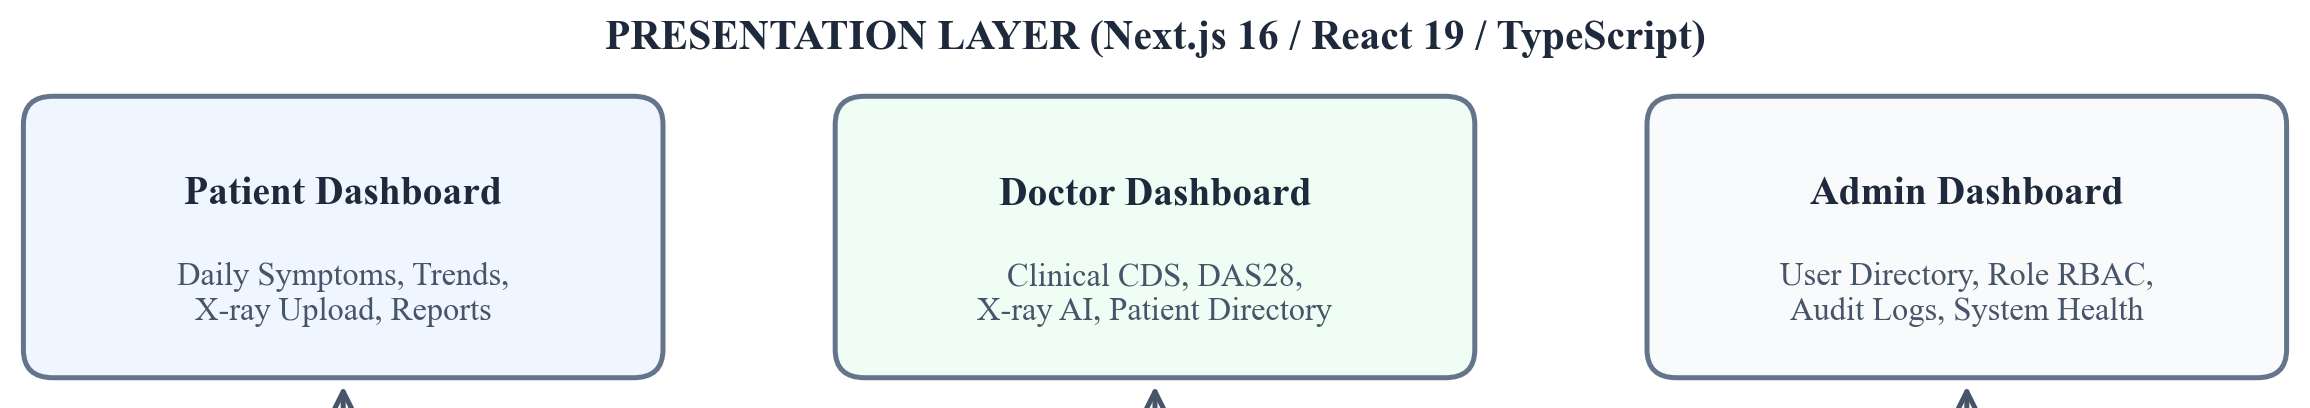 PRESENTATION LAYER (Next.js 16 / React 19 / TypeScript)
Patient Dashboard
Daily Symptoms, Trends,
X-ray Upload, Reports
Doctor Dashboard
Clinical CDS, DAS28,
X-ray AI, Patient Directory
Admin Dashboard
User Directory, Role RBAC,
Audit Logs, System Health